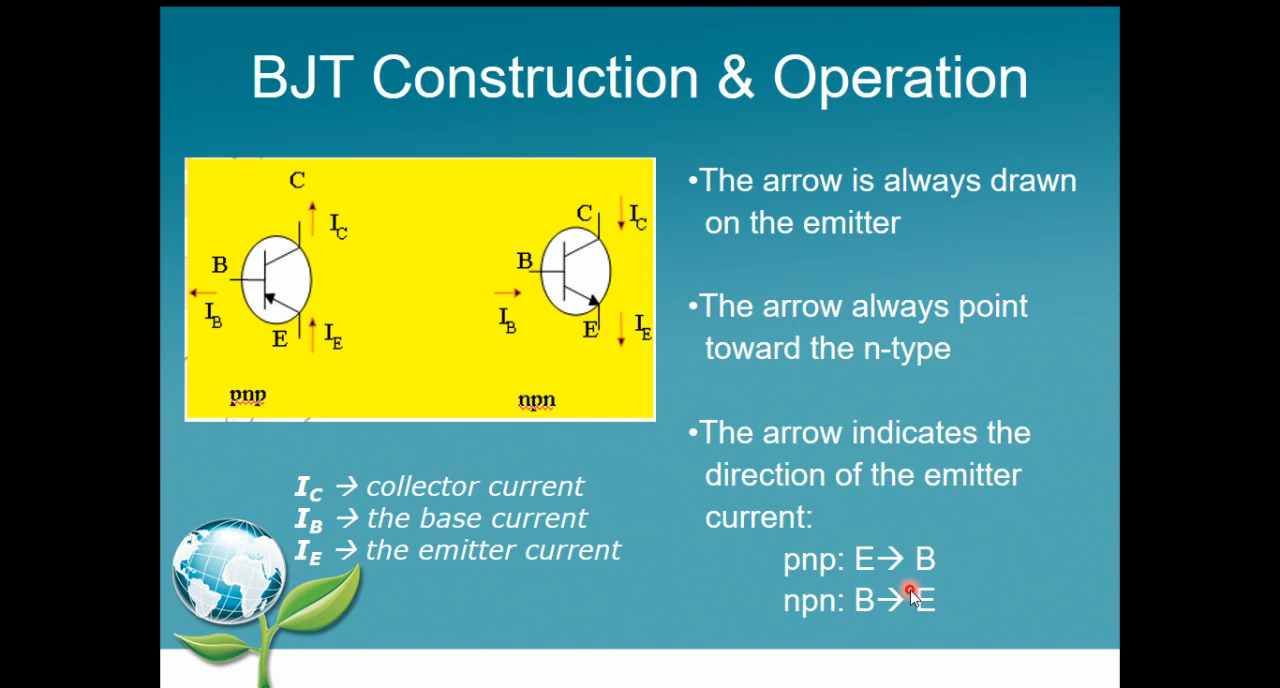 BJT Construction & Operation
C
I_C
B
I_B
E
I_E
pnp
C
I_C
B
I_B
E
I_E
npn
•The arrow is always drawn
on the emitter
•The arrow always point
toward the n-type
•The arrow indicates the
direction of the emitter
current:
pnp: E→ B
npn: B→ E
I_C → collector current
I_B → the base current
I_E → the emitter current